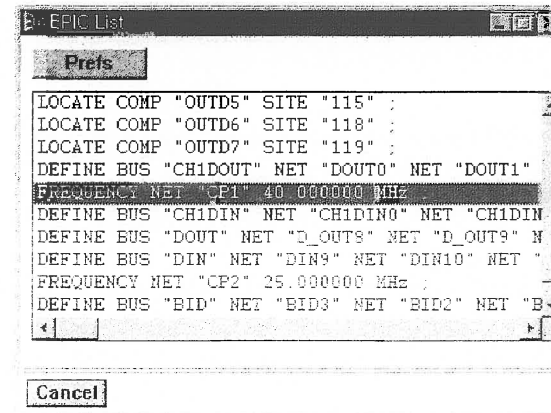 EPIC List
Prefs
LOCATE COMP "OUTD5" SITE "115" ;
LOCATE COMP "OUTD6" SITE "118" ;
LOCATE COMP "OUTD7" SITE "119" ;
DEFINE BUS "CH1DOUT" NET "DOUT0" NET "DOUT1"
FREQUENCY NET "CP1" 40.000000 MHz ;
DEFINE BUS "CH1DIN" NET "CH1DIN0" NET "CH1DIN
DEFINE BUS "DOUT" NET "D_OUT8" NET "D_OUT9" N
DEFINE BUS "DIN" NET "DIN9" NET "DIN10" NET "
FREQUENCY NET "CP2" 25.000000 MHz ;
DEFINE BUS "BID" NET "BID3" NET "BID2" NET "B
Cancel